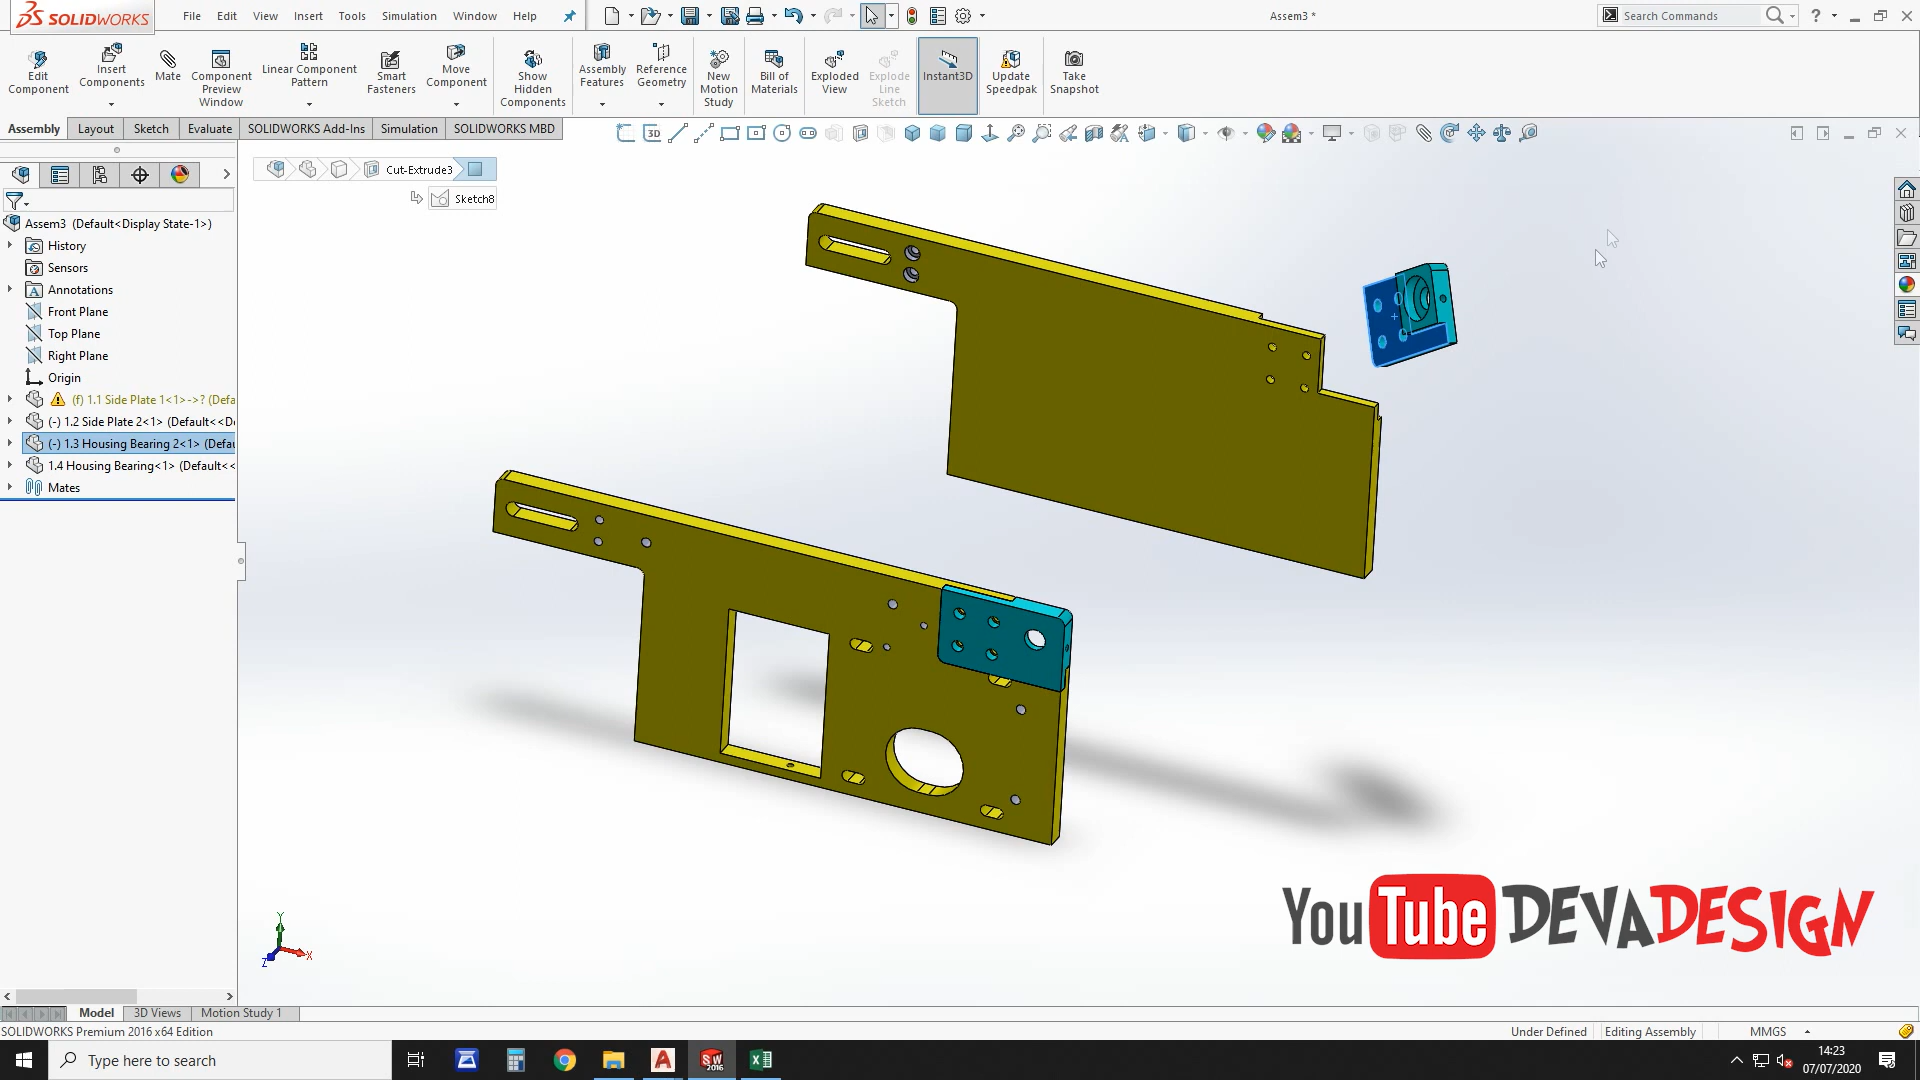 SOLIDWORKS
File Edit View Insert Tools Simulation Window Help
Assem3 *
Search Commands
Edit Component
Insert Components
Mate
Component Preview Window
Linear Component Pattern
Smart Fasteners
Move Component
Show Hidden Components
Assembly Features
Reference Geometry
New Motion Study
Bill of Materials
Exploded View
Explode Line Sketch
Instant3D
Update Speedpak
Take Snapshot
Assembly Layout Sketch Evaluate SOLIDWORKS Add-Ins Simulation SOLIDWORKS MBD
3D
Cut-Extrude3
Sketch8
Assem3 (Default<Display State-1>)
History
Sensors
Annotations
Front Plane
Top Plane
Right Plane
Origin
(f) 1.1 Side Plate 1<1>->? (Defa
(-) 1.2 Side Plate 2<1> (Default<<D
(-) 1.3 Housing Bearing 2<1> (Defau
1.4 Housing Bearing<1> (Default<<
Mates
Y
X
Z
YouTube DEVADESIGN
Model 3D Views Motion Study 1
SOLIDWORKS Premium 2016 x64 Edition
Under Defined Editing Assembly MMGS
Type here to search
SW 2016
14:23
07/07/2020